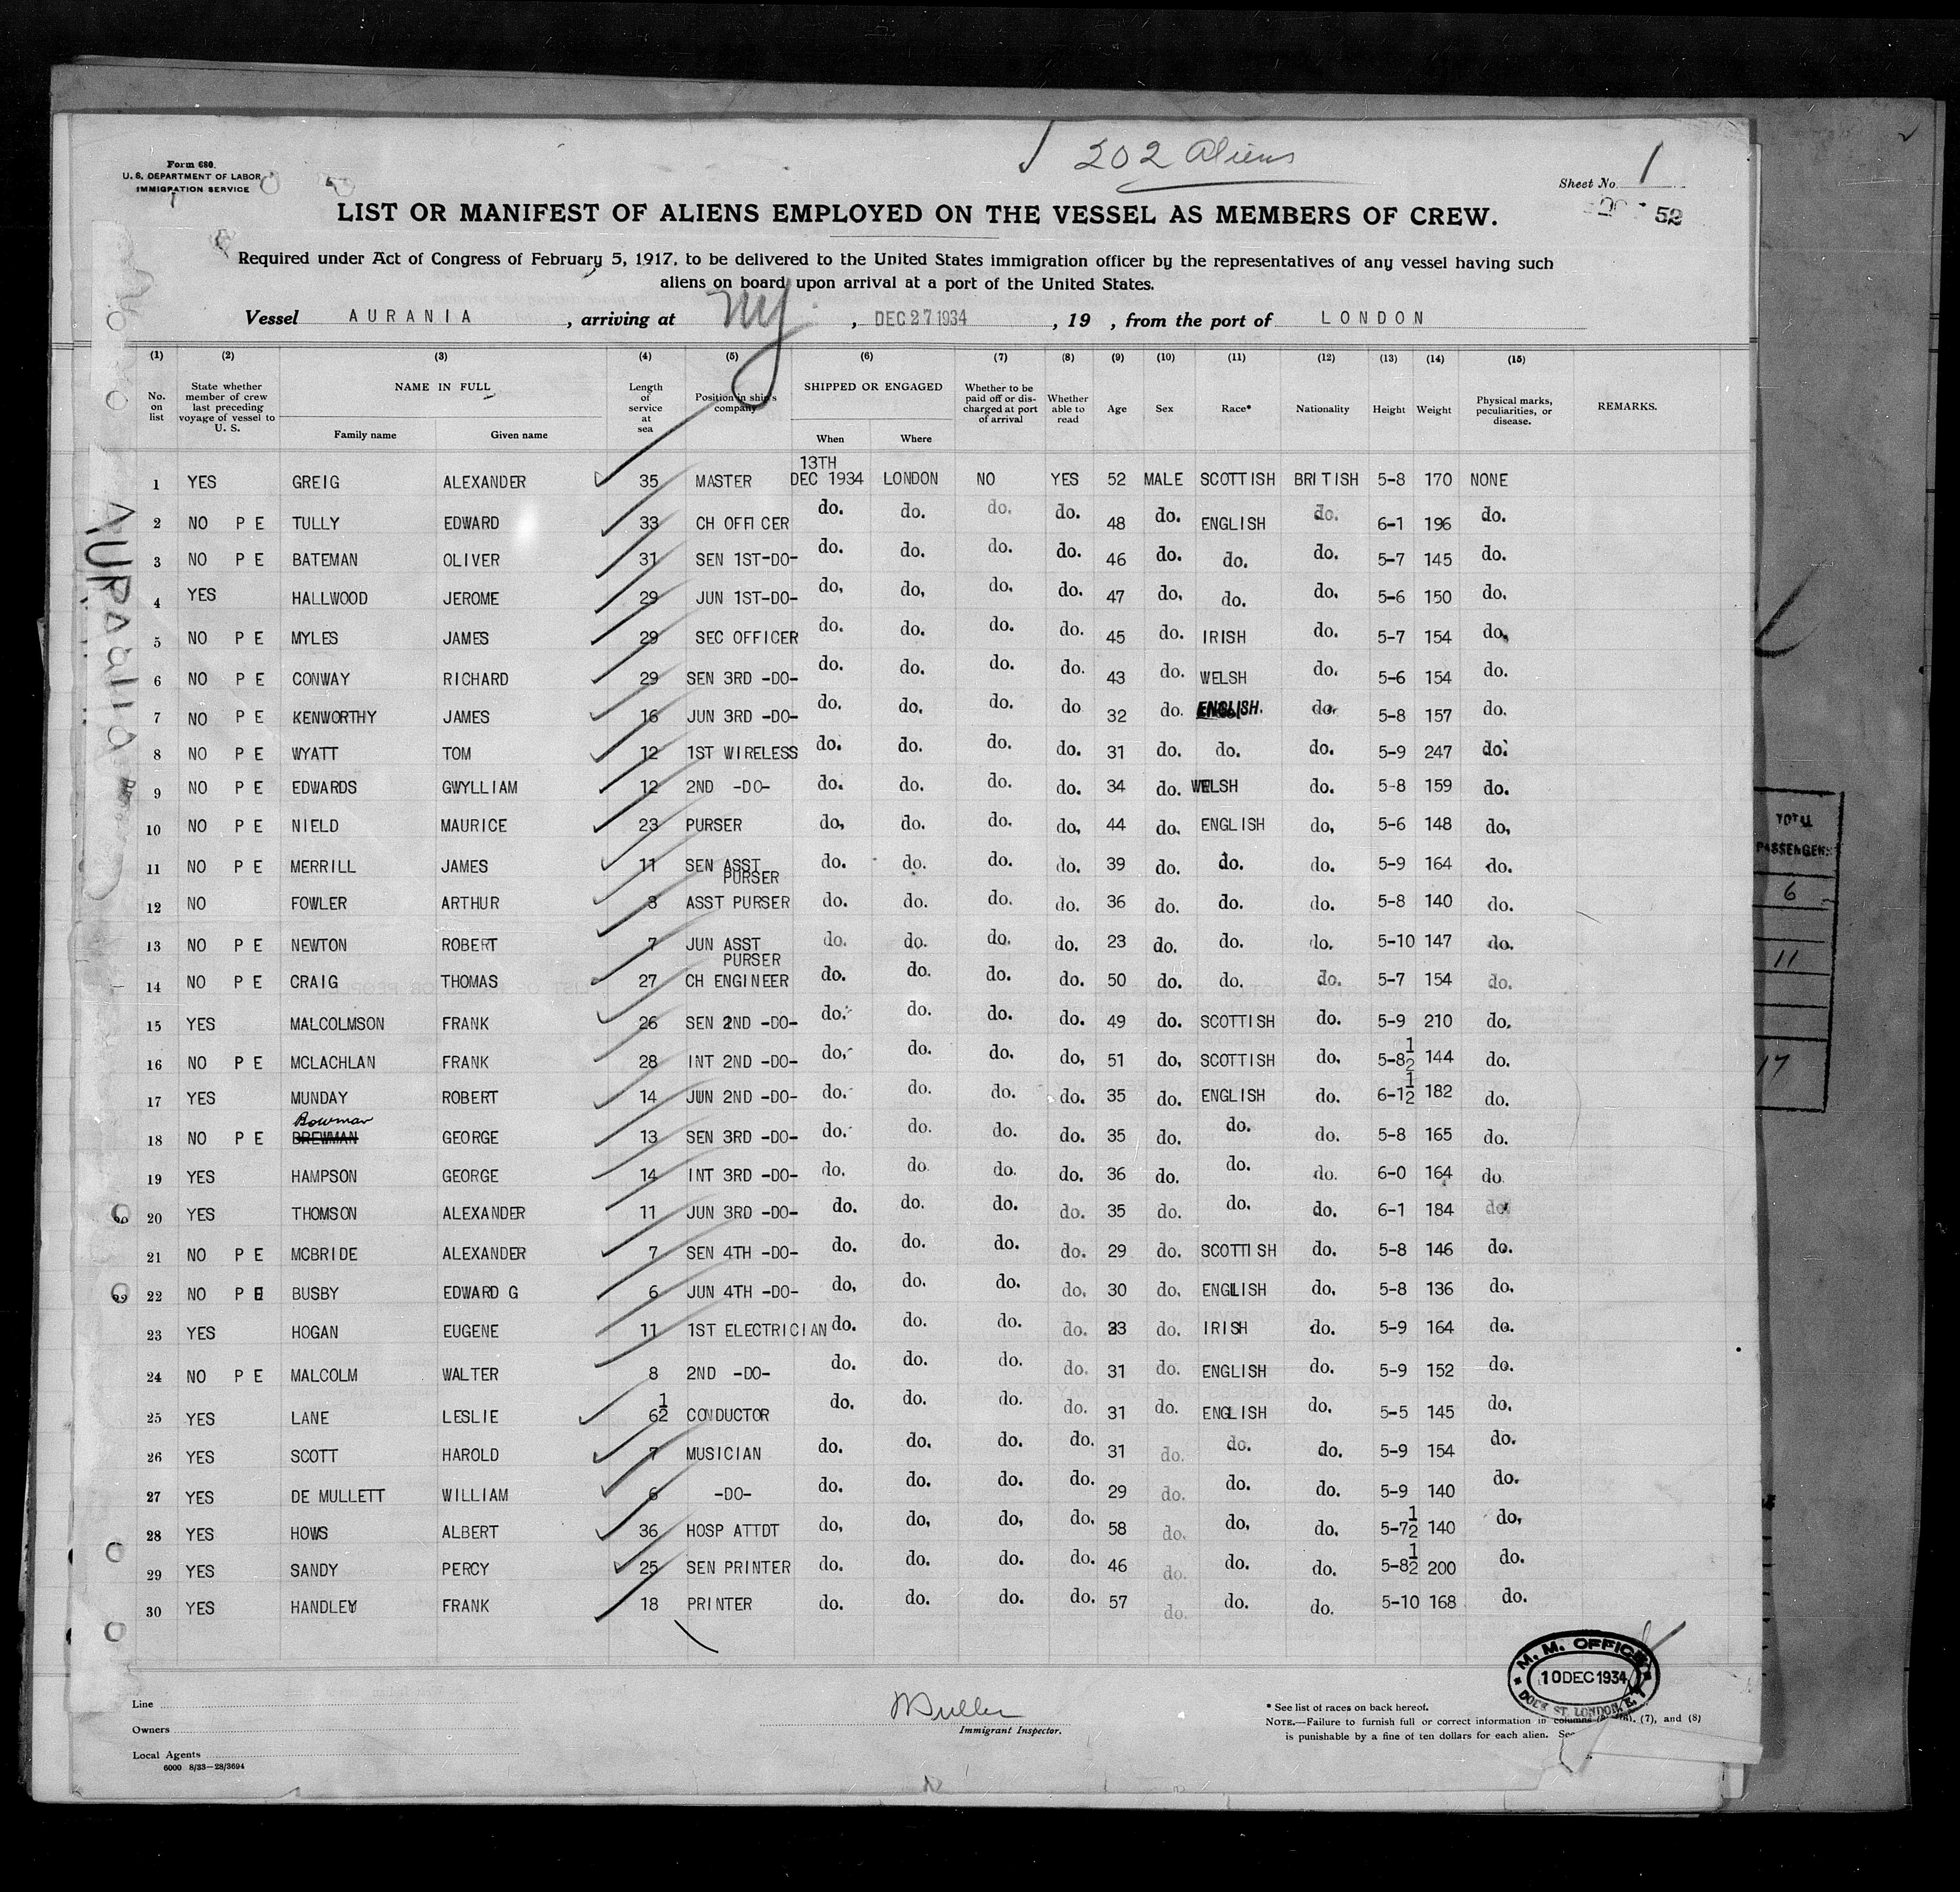 202 Aliens
Form 680.
U. S. DEPARTMENT OF LABOR
IMMIGRATION SERVICE
Sheet No. 1
52
LIST OR MANIFEST OF ALIENS EMPLOYED ON THE VESSEL AS MEMBERS OF CREW.
Required under Act of Congress of February 5, 1917, to be delivered to the United States immigration officer by the representatives of any vessel having such
aliens on board upon arrival at a port of the United States.
Vessel AURANIA, arriving at NY, DEC 27 1934, 19 , from the port of LONDON
(1) (2) (3) (4) (5) (6) (7) (8) (9) (10) (11) (12) (13) (14) (15)
No. on list State whether member of crew last preceding voyage of vessel to U. S. NAME IN FULL Family name Given name Length of service at sea Position in ship's company SHIPPED OR ENGAGED When Where Whether to be paid off or discharged at port of arrival Whether able to read Age Sex Race* Nationality Height Weight Physical marks, peculiarities, or disease. REMARKS.
1 YES GREIG ALEXANDER 35 MASTER 13TH DEC 1934 LONDON NO YES 52 MALE SCOTTISH BRITISH 5-8 170 NONE
2 NO P E TULLY EDWARD 33 CH OFFICER do. do. do. do. 48 do. ENGLISH do. 6-1 196 do.
3 NO P E BATEMAN OLIVER 31 SEN 1ST-DO- do. do. do. do. 46 do. do. do. 5-7 145 do.
4 YES HALLWOOD JEROME 29 JUN 1ST-DO- do. do. do. do. 47 do. do. do. 5-6 150 do.
5 NO P E MYLES JAMES 29 SEC OFFICER do. do. do. do. 45 do. IRISH do. 5-7 154 do.
6 NO P E CONWAY RICHARD 29 SEN 3RD -DO- do. do. do. do. 43 do. WELSH do. 5-6 154 do.
7 NO P E KENWORTHY JAMES 16 JUN 3RD -DO- do. do. do. do 32 do. ENGLISH. do. 5-8 157 do.
8 NO P E WYATT TOM 12 1ST WIRELESS do. do. do. do. 31 do. do. do. 5-9 247 do.
9 NO P E EDWARDS GWYLLIAM 12 2ND -DO- do. do. do. do. 34 do. WELSH do. 5-8 159 do.
10 NO P E NIELD MAURICE 23 PURSER do. do. do. do. 44 do. ENGLISH do. 5-6 148 do.
11 NO P E MERRILL JAMES 11 SEN ASST PURSER do. do. do. do. 39 do. do. do. 5-9 164 do.
12 NO FOWLER ARTHUR 3 ASST PURSER do. do. do. do. 36 do. do. do. 5-8 140 do.
13 NO P E NEWTON ROBERT 7 JUN ASST PURSER do. do. do. do. 23 do. do. do. 5-10 147 do.
14 NO P E CRAIG THOMAS 27 CH ENGINEER do. do. do. do. 50 do. do. do. 5-7 154 do.
15 YES MALCOLMSON FRANK 26 SEN 2ND -DO- do. do. do. do. 49 do. SCOTTISH do. 5-9 210 do.
16 NO P E MCLACHLAN FRANK 28 INT 2ND -DO- do. do. do. do. 51 do. SCOTTISH do. 5-8½ 144 do.
17 YES MUNDAY ROBERT 14 JUN 2ND -DO- do. do. do. do. 35 do. ENGLISH do. 6-1½ 182 do.
Bowman
18 NO P E BREWMAN GEORGE 13 SEN 3RD -DO- do. do. do. do. 35 do. do. do. 5-8 165 do.
19 YES HAMPSON GEORGE 14 INT 3RD -DO- do. do do. do. 36 do. do. do. 6-0 164 do
20 YES THOMSON ALEXANDER 11 JUN 3RD -DO- do. do. do. do. 35 do. do. do. 6-1 184 do.
21 NO P E MCBRIDE ALEXANDER 7 SEN 4TH -DO- do. do. do. do. 29 do. SCOTTISH do. 5-8 146 do.
22 NO P E BUSBY EDWARD G 6 JUN 4TH -DO- do. do. do. do. 30 do. ENGLISH do. 5-8 136 do.
23 YES HOGAN EUGENE 11 1ST ELECTRICIAN do. do. do. do. 33 do. IRISH do. 5-9 164 do.
24 NO P E MALCOLM WALTER 8 2ND -DO- do. do. do. do. 31 do. ENGLISH do. 5-9 152 do.
25 YES LANE LESLIE 6½ CONDUCTOR do. do. do. do. 31 do. ENGLISH do. 5-5 145 do.
26 YES SCOTT HAROLD 7 MUSICIAN do. do. do. do. 31 do. do. do. 5-9 154 do.
27 YES DE MULLETT WILLIAM 6 -DO- do. do. do. do. 29 do. do. do. 5-9 140 do.
28 YES HOWS ALBERT 36 HOSP ATTDT do. do. do. do. 58 do. do. do. 5-7½ 140 do.
29 YES SANDY PERCY 25 SEN PRINTER do. do. do. do. 46 do. do. do. 5-8½ 200 do.
30 YES HANDLEY FRANK 18 PRINTER do. do. do. do. 57 do. do. do. 5-10 168 do.
AURANIA
TOTAL
PASSENGERS
6
11
17
M. M. OFFICE
10 DEC 1934
DOCK ST. LONDON. E.1
Line
Owners
Local Agents
6000 8/33—28/3694
Immigrant Inspector.
* See list of races on back hereof.
NOTE.—Failure to furnish full or correct information in columns (7), and (8)
is punishable by a fine of ten dollars for each alien.